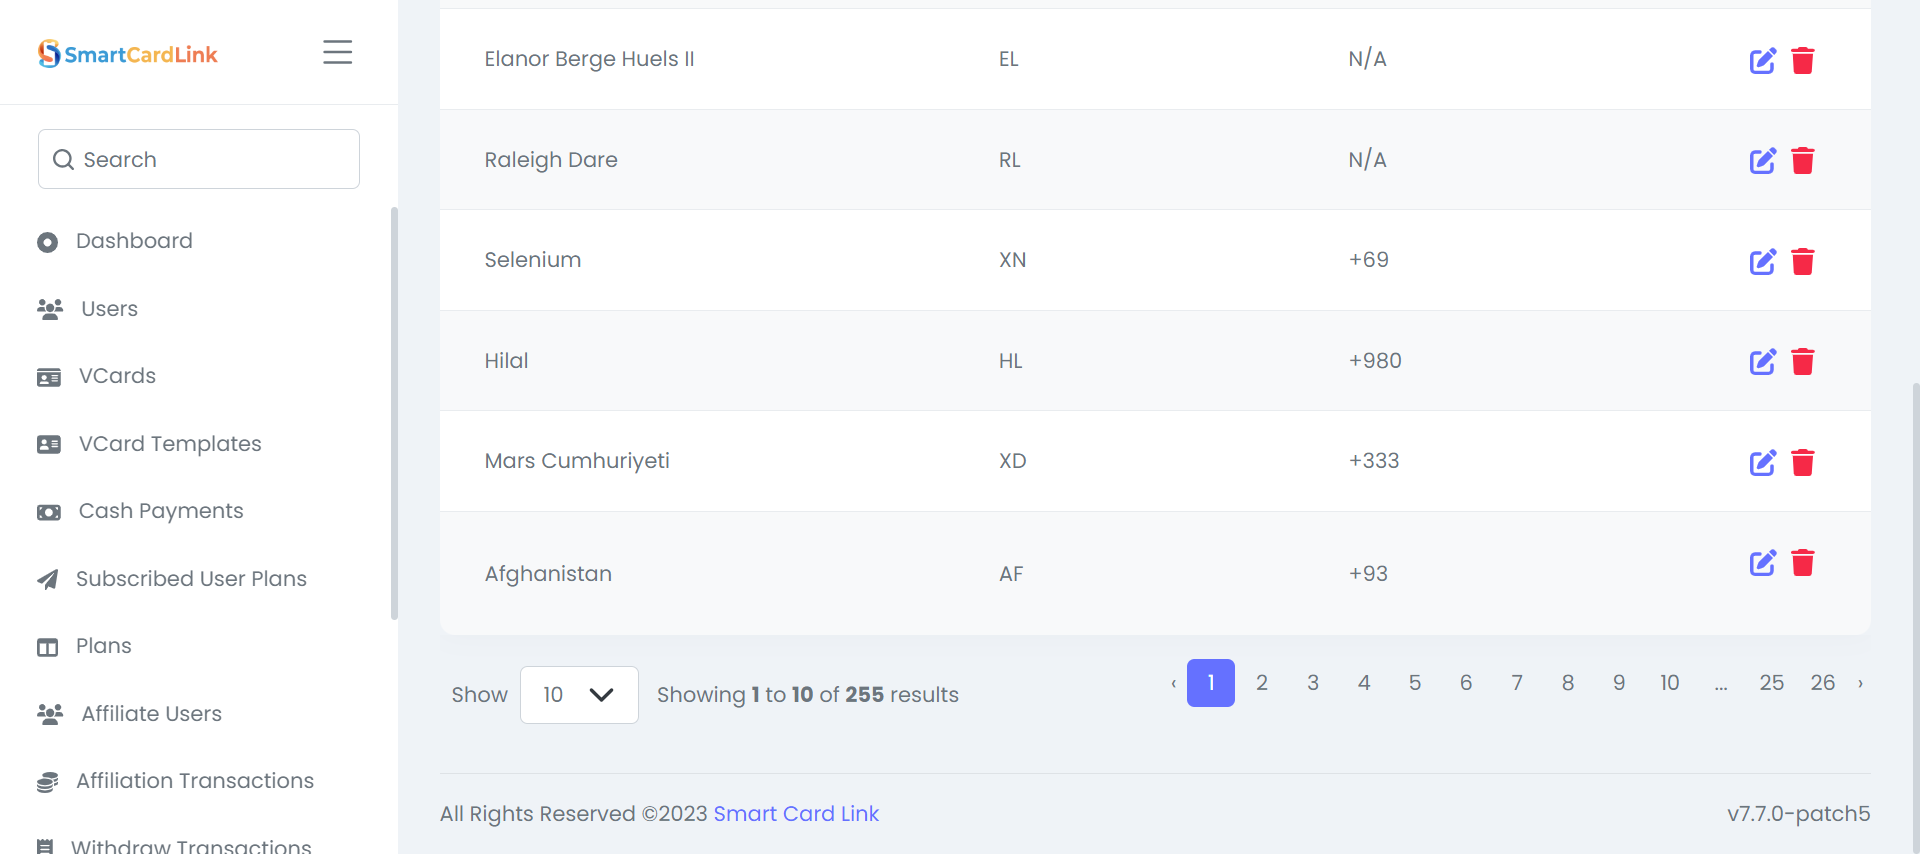 SmartCardLink
Search
Dashboard
Users
VCards
VCard Templates
Cash Payments
Subscribed User Plans
Plans
Affiliate Users
Affiliation Transactions
Withdraw Transactions
Elanor Berge Huels II EL N/A
Raleigh Dare RL N/A
Selenium XN +69
Hilal HL +980
Mars Cumhuriyeti XD +333
Afghanistan AF +93
Show 10 Showing 1 to 10 of 255 results ‹ 1 2 3 4 5 6 7 8 9 10 ... 25 26 ›
All Rights Reserved ©2023 Smart Card Link v7.7.0-patch5